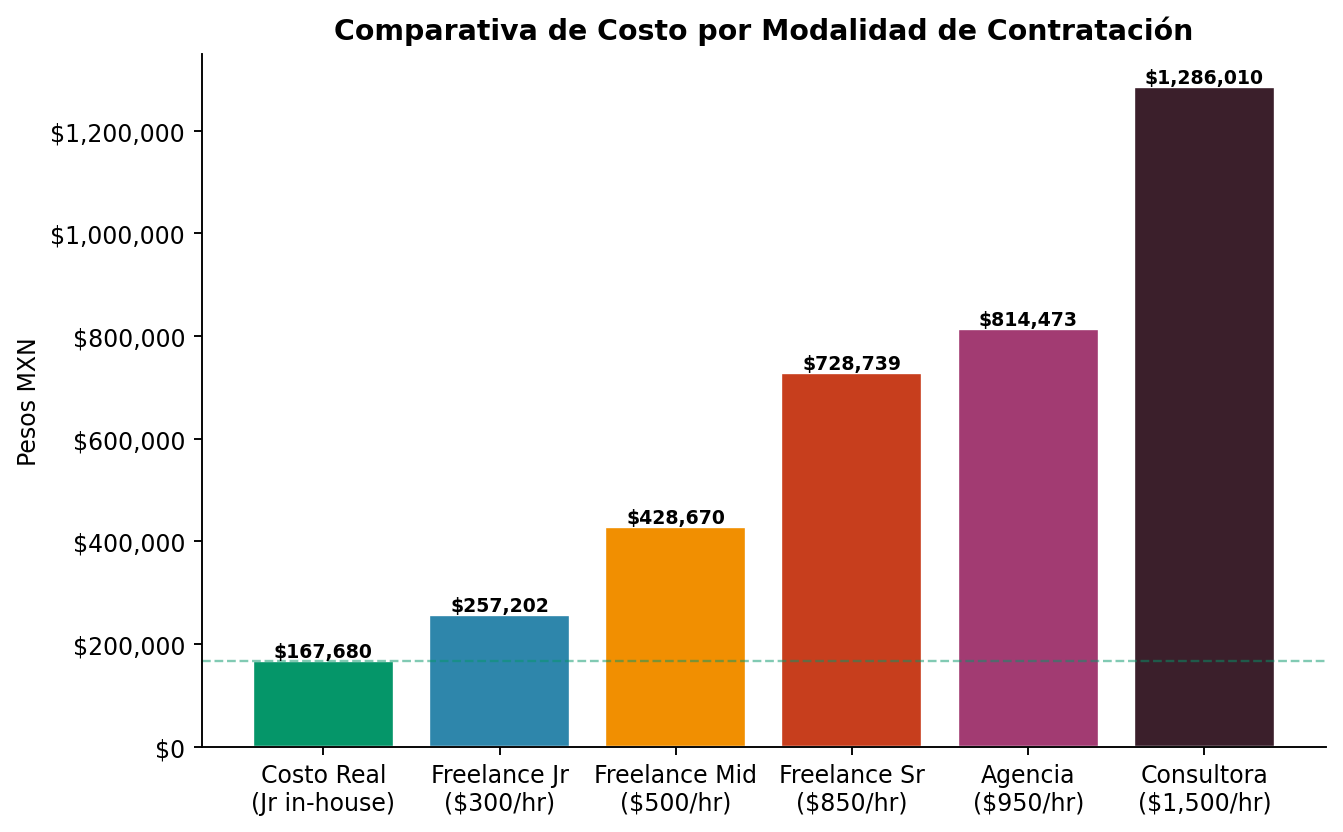 Comparativa de Costo por Modalidad de Contratación
Pesos MXN
$1,200,000
$1,000,000
$800,000
$600,000
$400,000
$200,000
$0
$167,680
$257,202
$428,670
$728,739
$814,473
$1,286,010
Costo Real
(Jr in-house)
Freelance Jr
($300/hr)
Freelance Mid
($500/hr)
Freelance Sr
($850/hr)
Agencia
($950/hr)
Consultora
($1,500/hr)